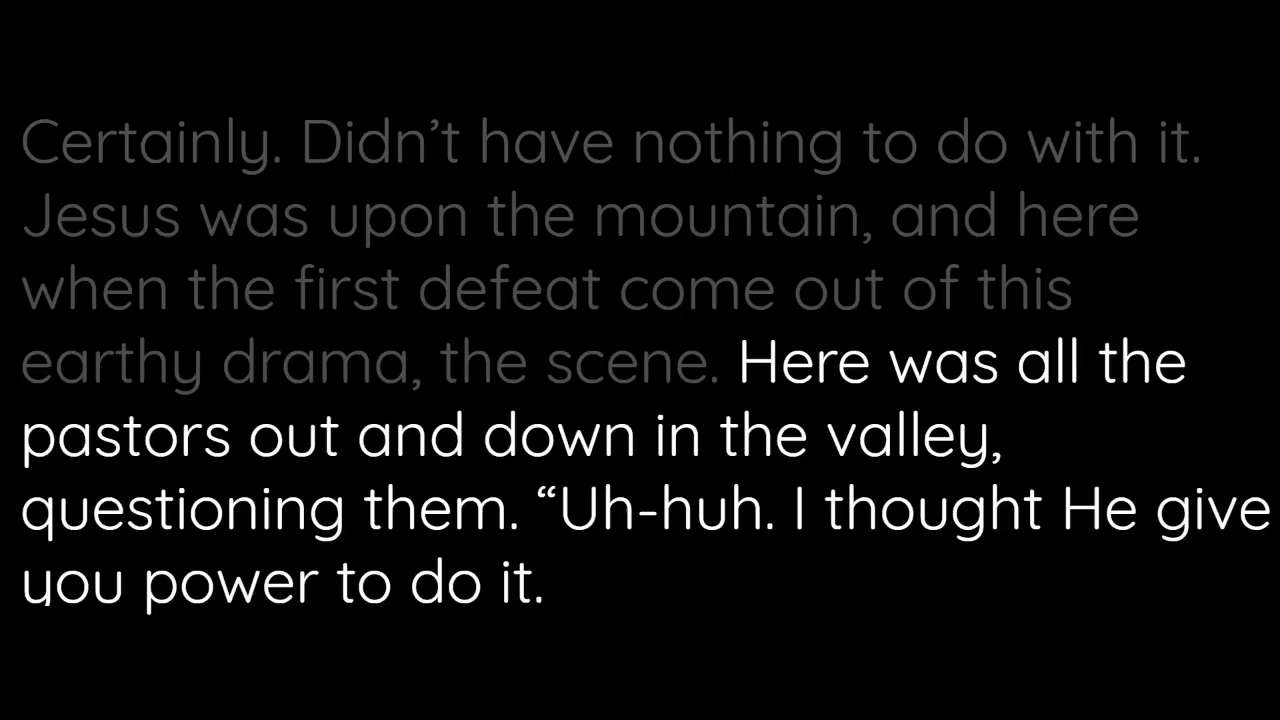 Certainly. Didn’t have nothing to do with it.
Jesus was upon the mountain, and here
when the first defeat come out of this
earthy drama, the scene. Here was all the
pastors out and down in the valley,
questioning them. “Uh-huh. I thought He give
you power to do it.